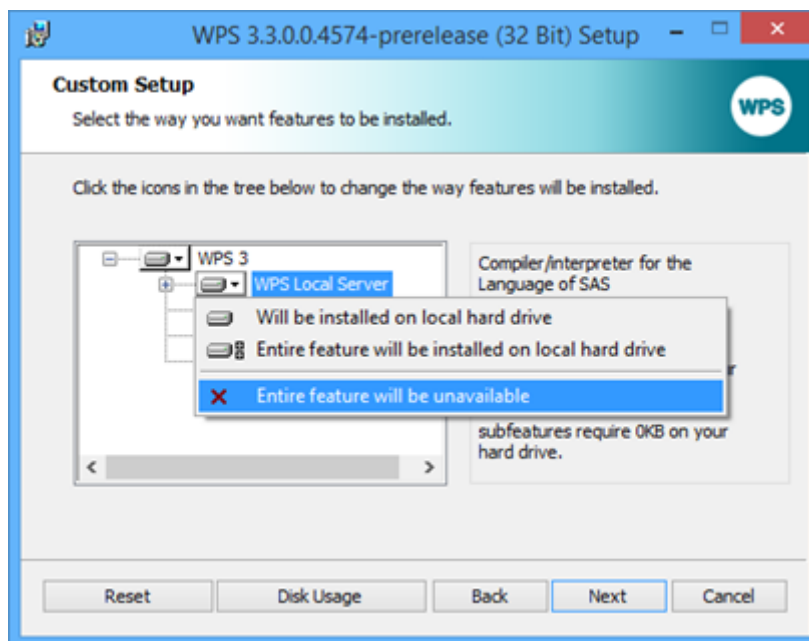 WPS 3.3.0.0.4574-prerelease (32 Bit) Setup
Custom Setup
Select the way you want features to be installed.
WPS
Click the icons in the tree below to change the way features will be installed.
WPS 3
WPS Local Server
Compiler/interpreter for the
Language of SAS
Will be installed on local hard drive
Entire feature will be installed on local hard drive
Entire feature will be unavailable
subfeatures require 0KB on your
hard drive.
Reset
Disk Usage
Back
Next
Cancel